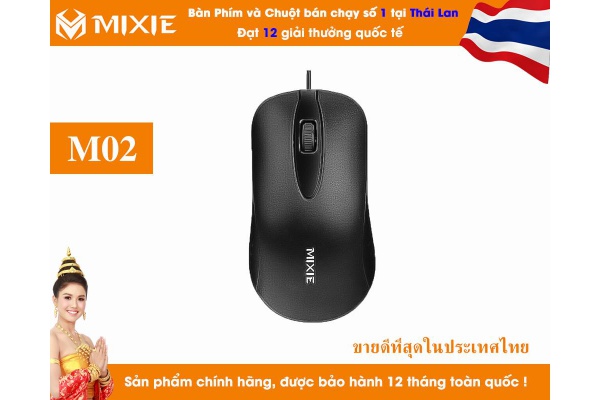 MIXIE
Bàn Phím và Chuột bán chạy số 1 tại Thái Lan
Đạt 12 giải thưởng quốc tế
M02
MIXIE
ขายดีที่สุดในประเทศไทย
Sản phẩm chính hãng, được bảo hành 12 tháng toàn quốc !